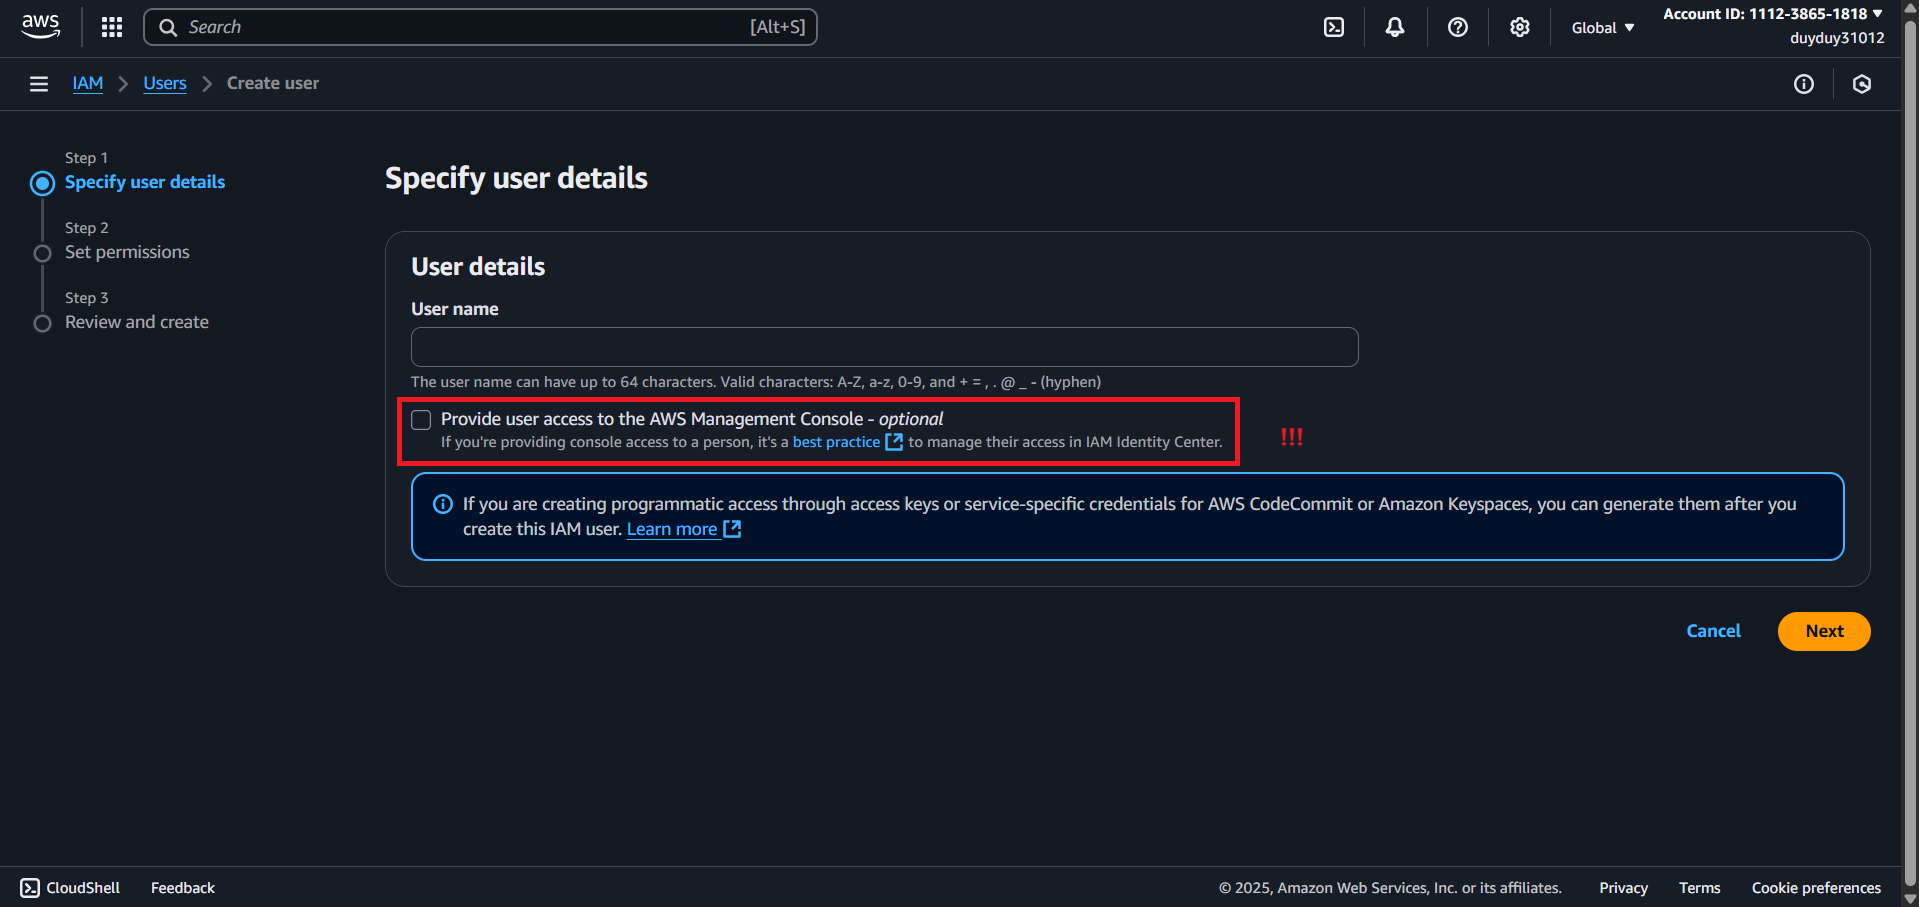 aws
Search
[Alt+S]
Global
Account ID: 1112-3865-1818
duyduy31012
IAM
Users
Create user
Step 1
Specify user details
Step 2
Set permissions
Step 3
Review and create
Specify user details
User details
User name
The user name can have up to 64 characters. Valid characters: A-Z, a-z, 0-9, and + = , . @ _ - (hyphen)
Provide user access to the AWS Management Console - optional
If you're providing console access to a person, it's a best practice to manage their access in IAM Identity Center.
!!!
If you are creating programmatic access through access keys or service-specific credentials for AWS CodeCommit or Amazon Keyspaces, you can generate them after you
create this IAM user. Learn more
Cancel
Next
CloudShell
Feedback
© 2025, Amazon Web Services, Inc. or its affiliates.
Privacy
Terms
Cookie preferences